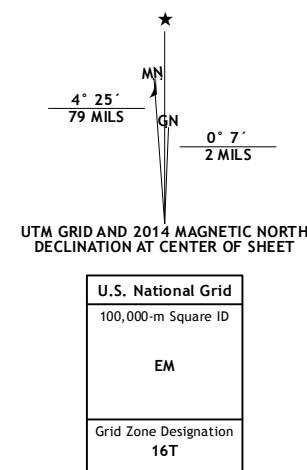 ★
MN
GN
4° 25´
79 MILS
0° 7´
2 MILS
UTM GRID AND 2014 MAGNETIC NORTH
DECLINATION AT CENTER OF SHEET
U.S. National Grid
100,000-m Square ID
EM
Grid Zone Designation
16T